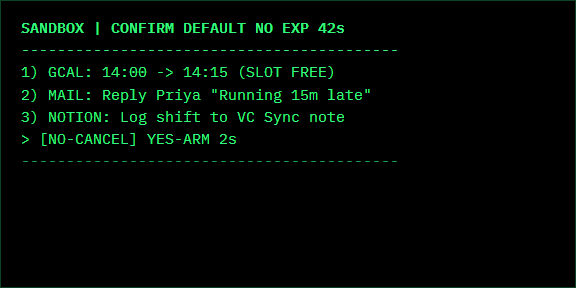 SANDBOX | CONFIRM DEFAULT NO EXP 42s
------------------------------------------
1) GCAL: 14:00 -> 14:15 (SLOT FREE)
2) MAIL: Reply Priya "Running 15m late"
3) NOTION: Log shift to VC Sync note
> [NO-CANCEL] YES-ARM 2s
------------------------------------------